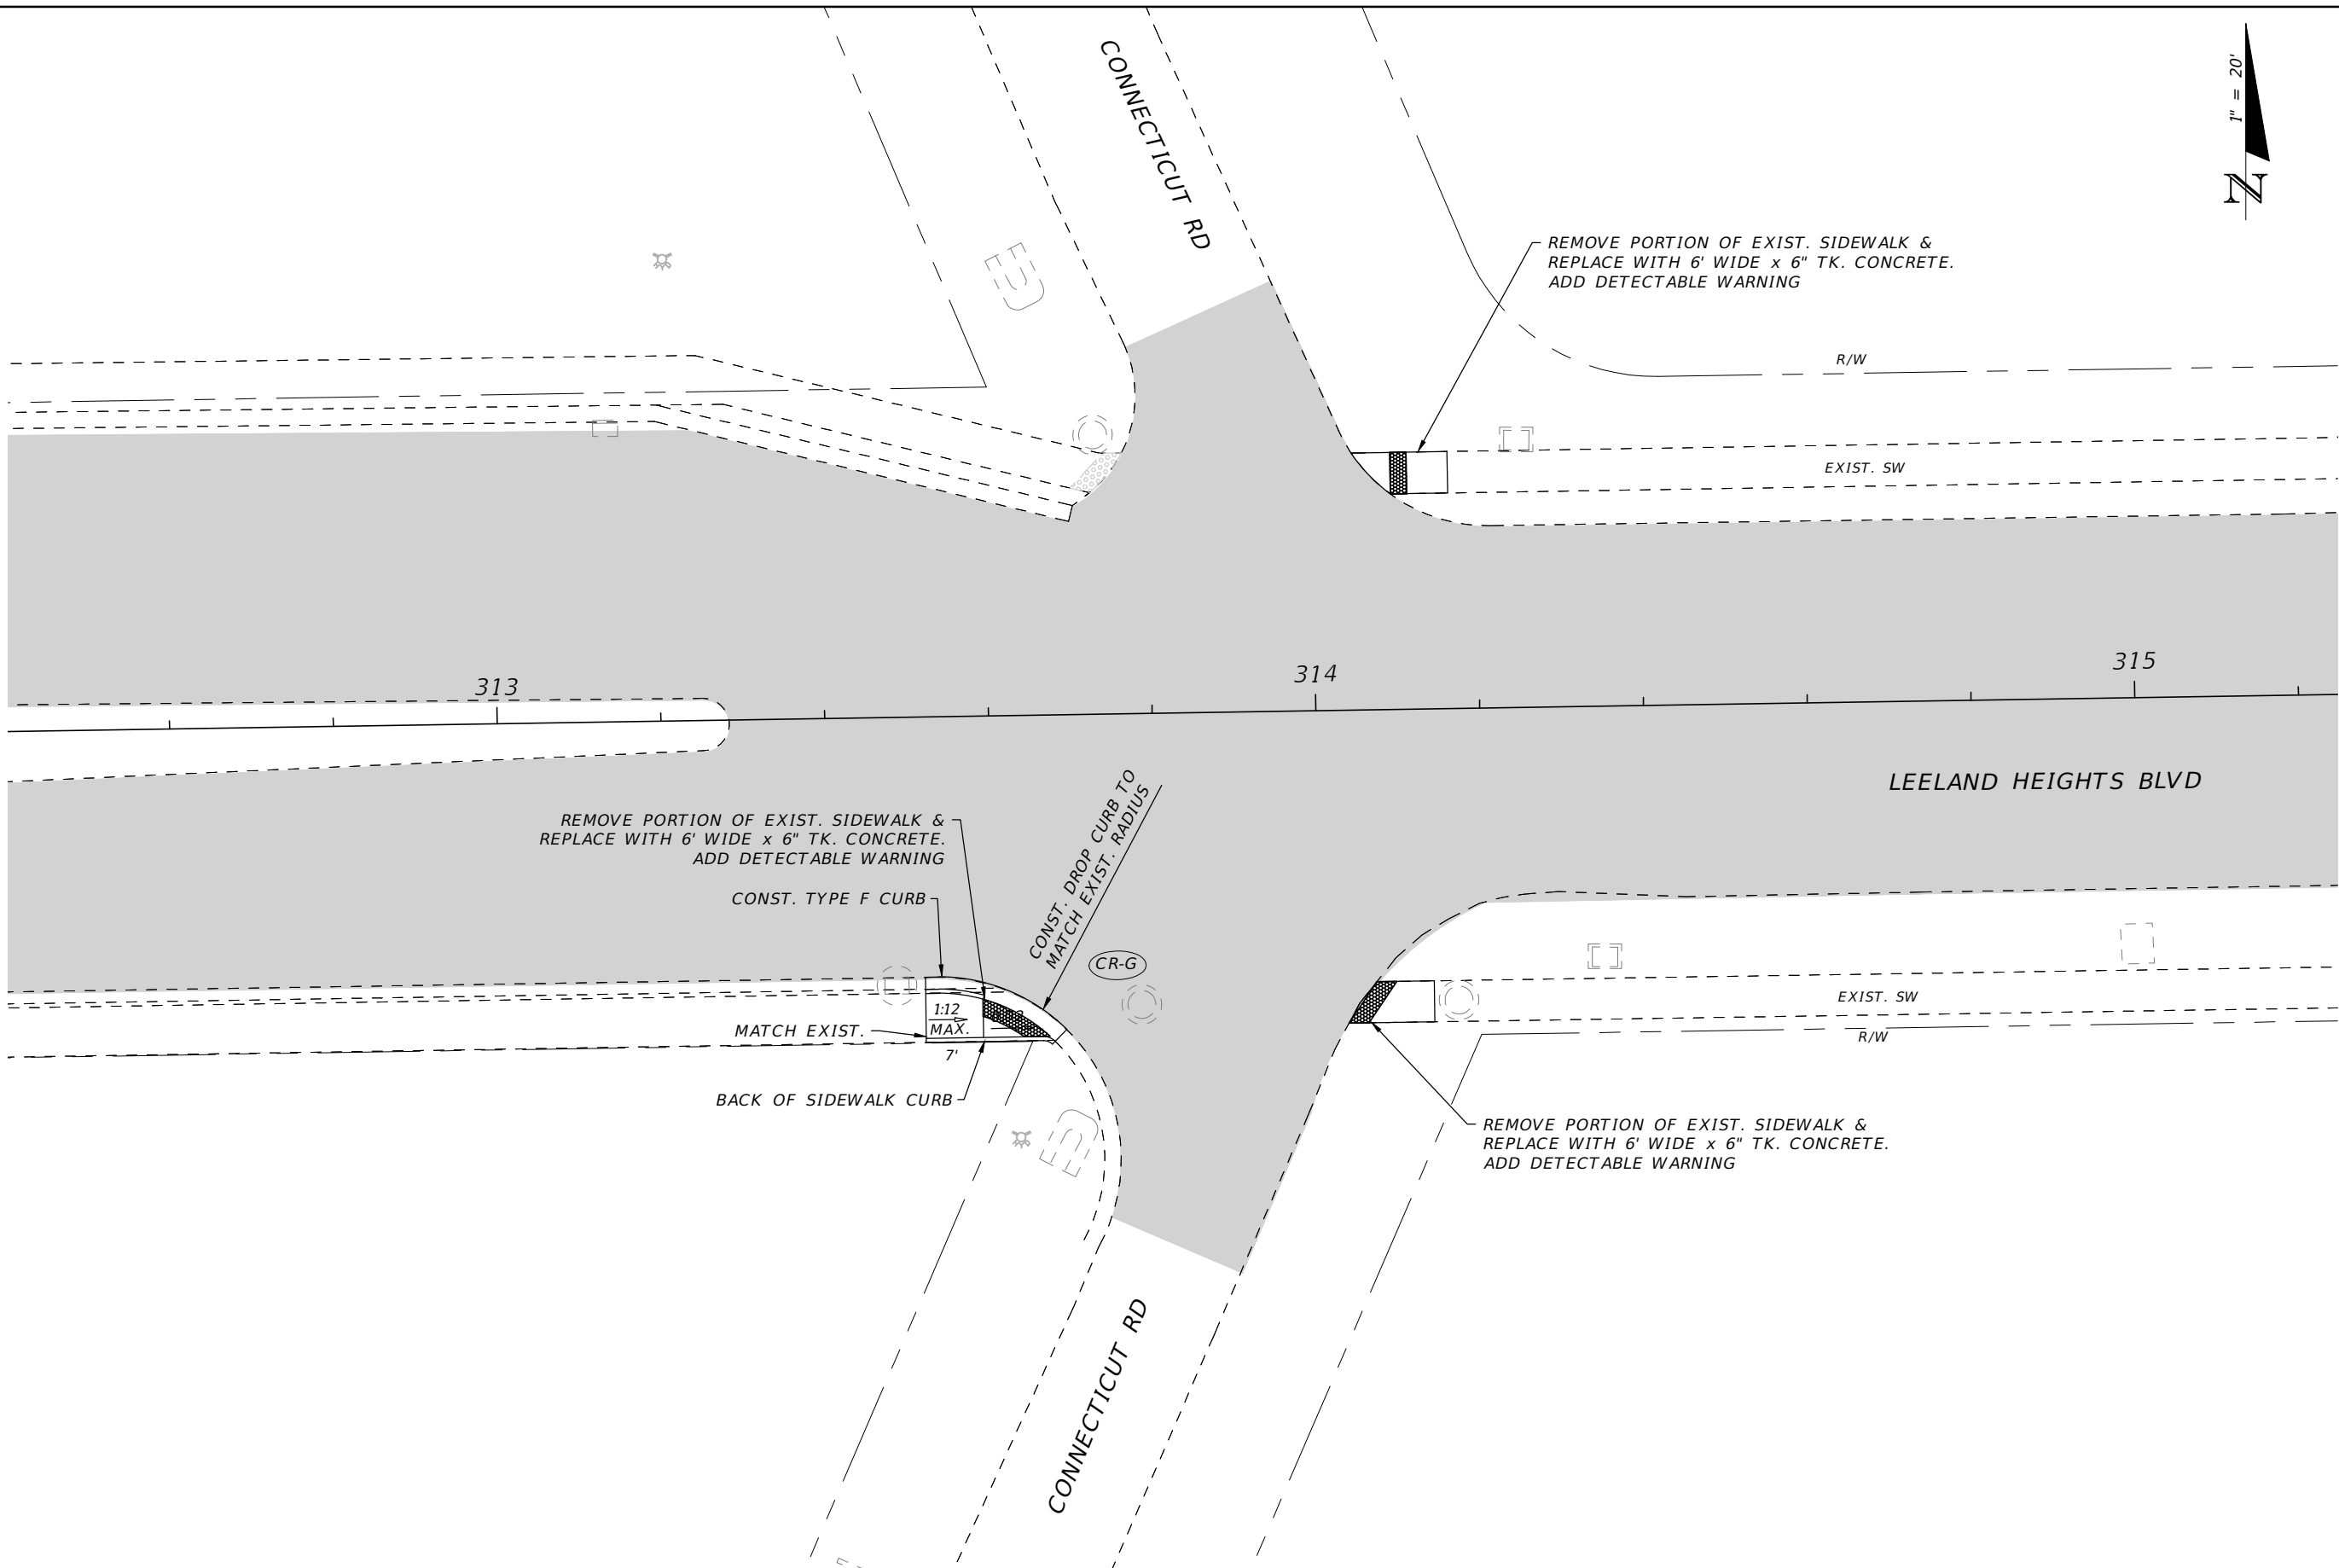 CONNECTICUT RD
1" = 20'
N
REMOVE PORTION OF EXIST. SIDEWALK &
REPLACE WITH 6' WIDE x 6" TK. CONCRETE.
ADD DETECTABLE WARNING
R/W
EXIST. SW
313
314
315
LEELAND HEIGHTS BLVD
REMOVE PORTION OF EXIST. SIDEWALK &
REPLACE WITH 6' WIDE x 6" TK. CONCRETE.
ADD DETECTABLE WARNING
CONST. TYPE F CURB
CONST. DROP CURB TO
MATCH EXIST. RADIUS
CR-G
1:12
MAX.
MATCH EXIST.
7'
BACK OF SIDEWALK CURB
EXIST. SW
R/W
REMOVE PORTION OF EXIST. SIDEWALK &
REPLACE WITH 6' WIDE x 6" TK. CONCRETE.
ADD DETECTABLE WARNING
CONNECTICUT RD